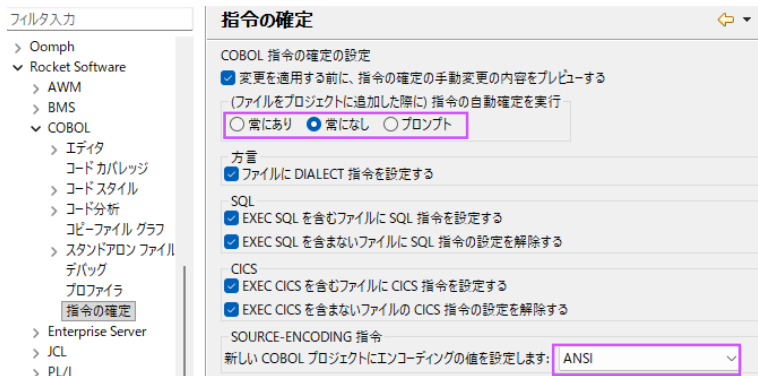 フィルタ入力
Oomph
Rocket Software
AWM
BMS
COBOL
エディタ
コード カバレッジ
コード スタイル
コード分析
コピーファイル グラフ
スタンドアロン ファイル
デバッグ
プロファイラ
指令の確定
Enterprise Server
JCL
PL/I
指令の確定
COBOL 指令の確定の設定
変更を適用する前に、指令の確定の手動変更の内容をプレビューする
(ファイルをプロジェクトに追加した際に) 指令の自動確定を実行
常にあり 常になし プロンプト
方言
ファイルに DIALECT 指令を設定する
SQL
EXEC SQL を含むファイルに SQL 指令を設定する
EXEC SQL を含まないファイルに SQL 指令の設定を解除する
CICS
EXEC CICS を含むファイルに CICS 指令を設定する
EXEC CICS を含まないファイルの CICS 指令の設定を解除する
SOURCE-ENCODING 指令
新しい COBOL プロジェクトにエンコーディングの値を設定します: ANSI